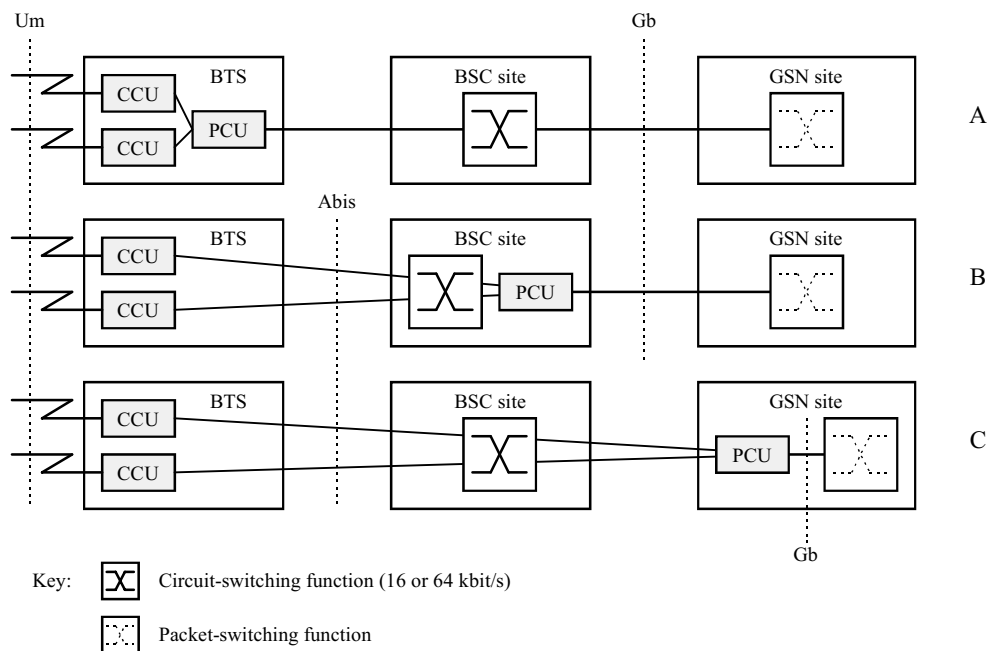 Um
Gb
BTS
BSC site
GSN site
CCU
CCU
PCU
A
Abis
BTS
BSC site
GSN site
CCU
CCU
PCU
B
BTS
BSC site
GSN site
CCU
CCU
PCU
C
Gb
Key:
Circuit-switching function (16 or 64 kbit/s)
Packet-switching function